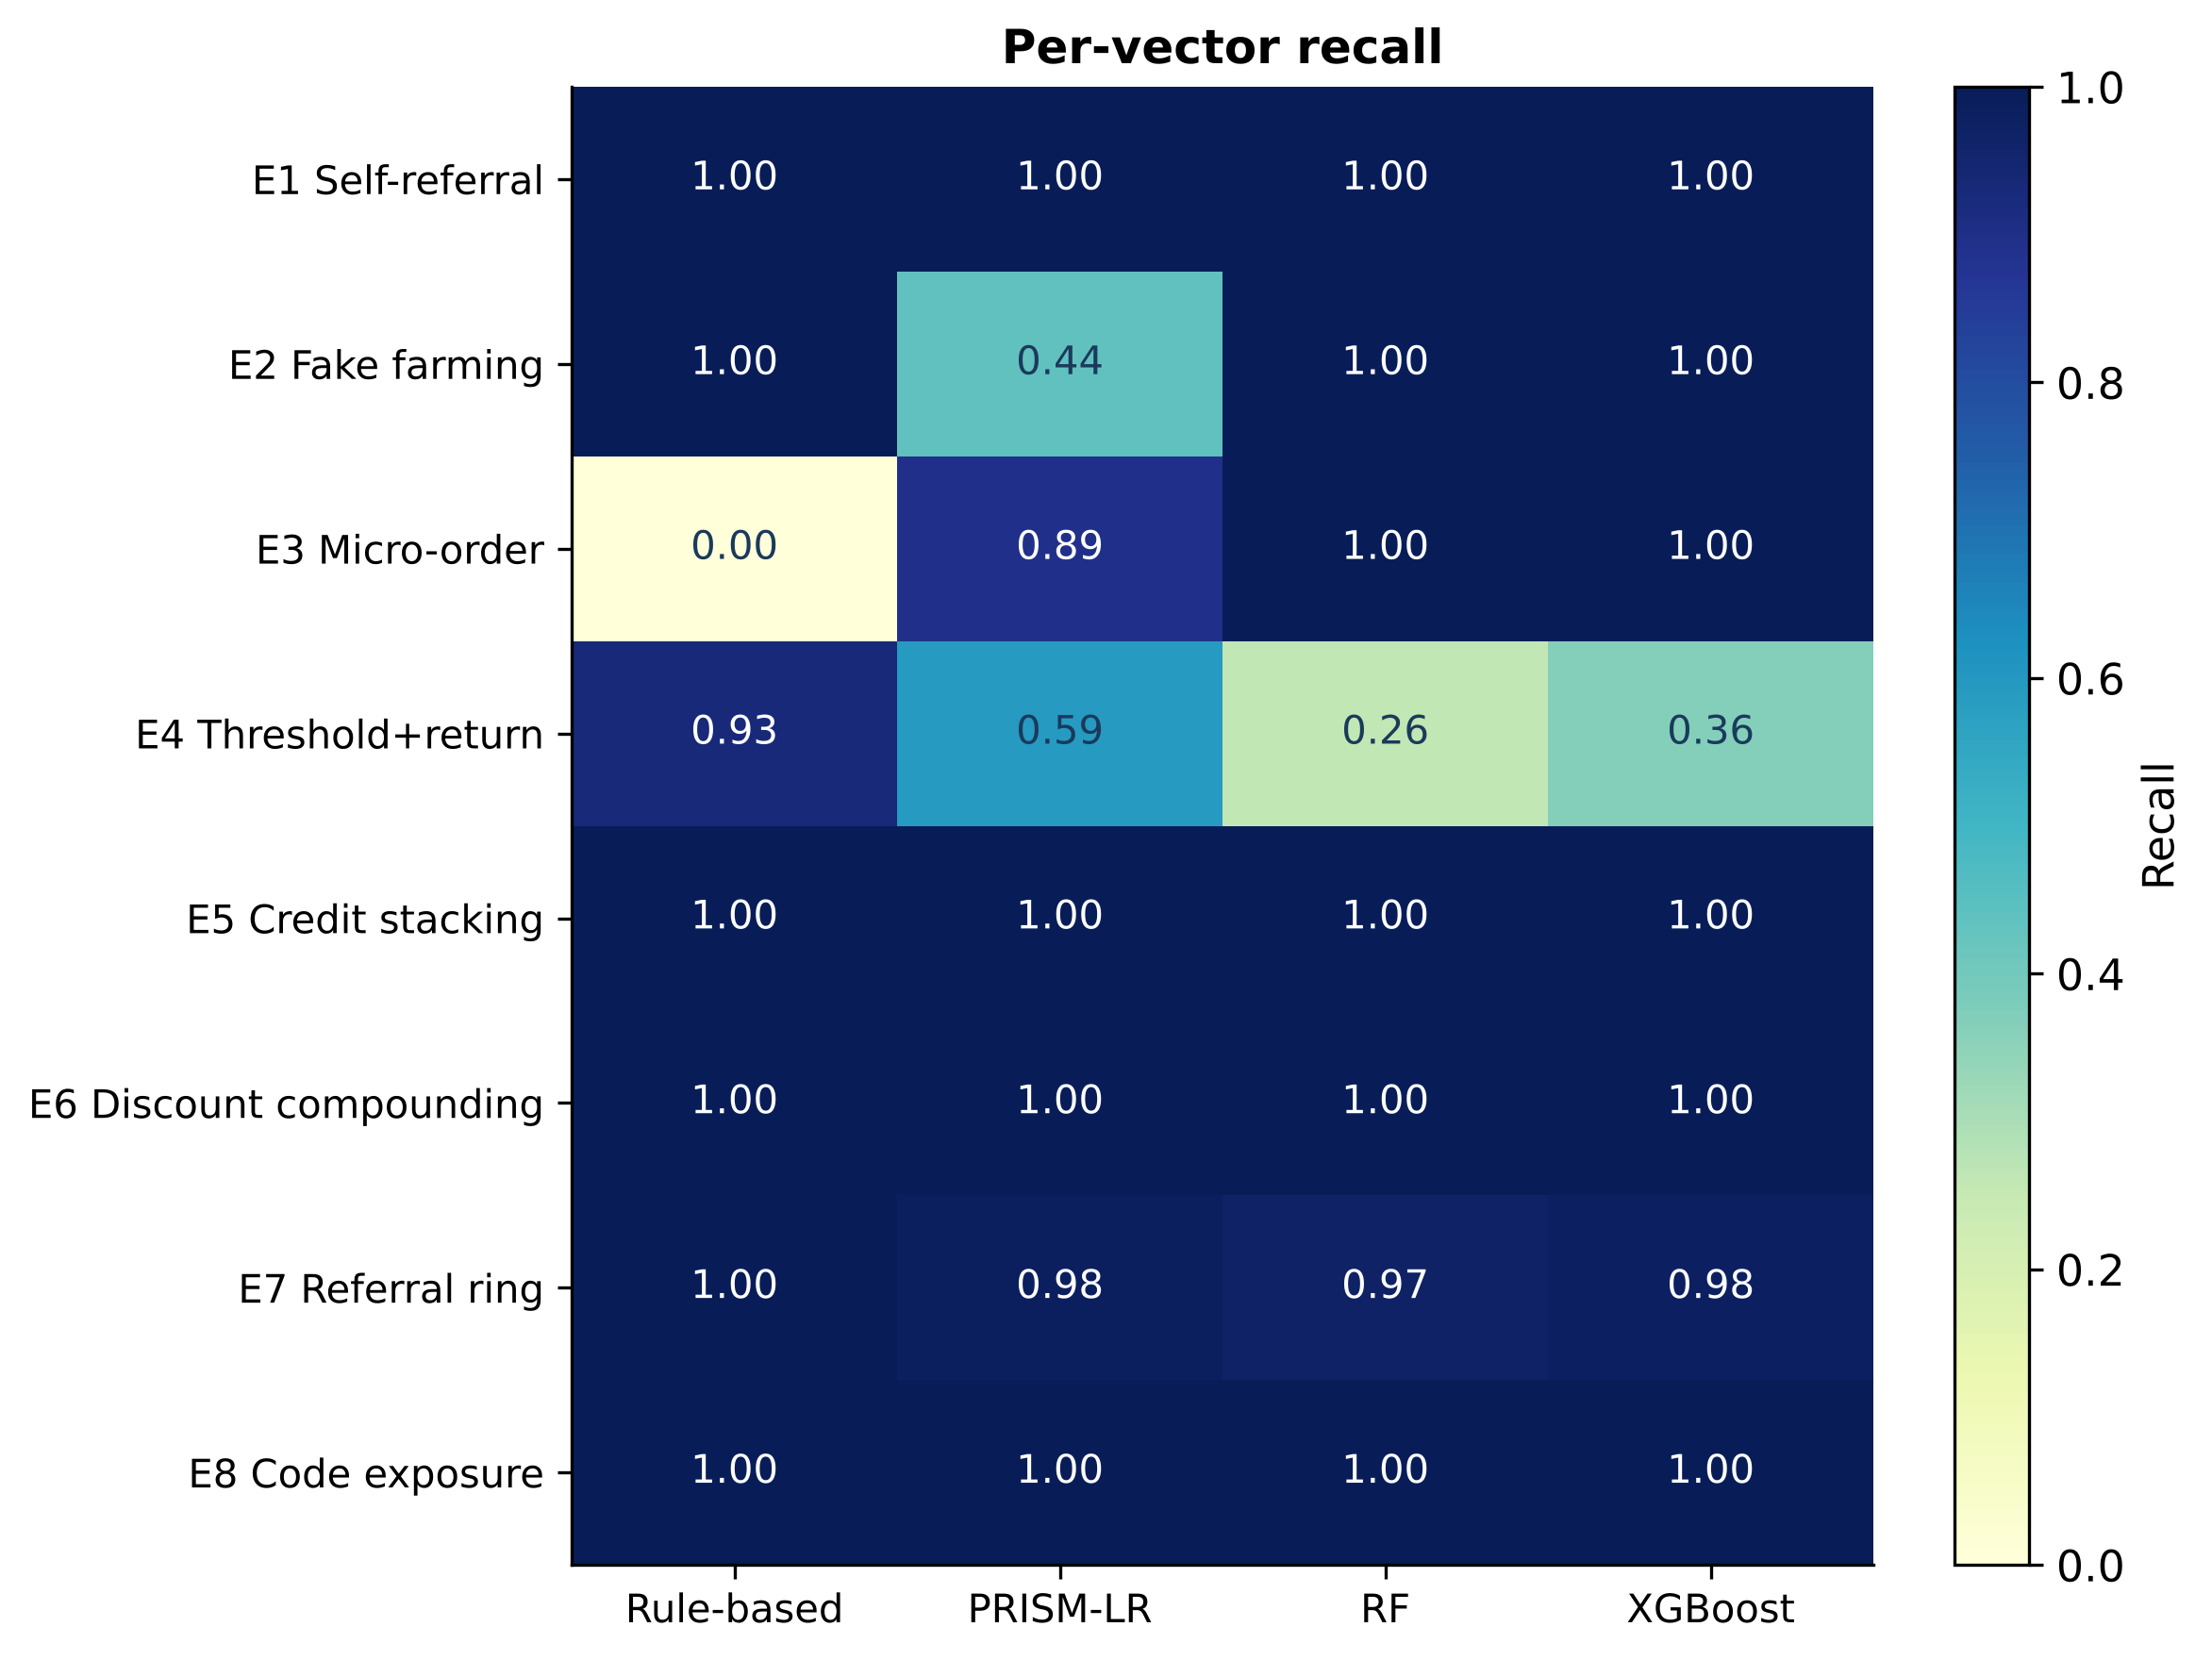 Per-vector recall
E1 Self-referral 1.00 1.00 1.00 1.00
E2 Fake farming 1.00 0.44 1.00 1.00
E3 Micro-order 0.00 0.89 1.00 1.00
E4 Threshold+return 0.93 0.59 0.26 0.36
E5 Credit stacking 1.00 1.00 1.00 1.00
E6 Discount compounding 1.00 1.00 1.00 1.00
E7 Referral ring 1.00 0.98 0.97 0.98
E8 Code exposure 1.00 1.00 1.00 1.00
Rule-based PRISM-LR RF XGBoost
1.0
0.8
0.6
0.4
0.2
0.0
Recall